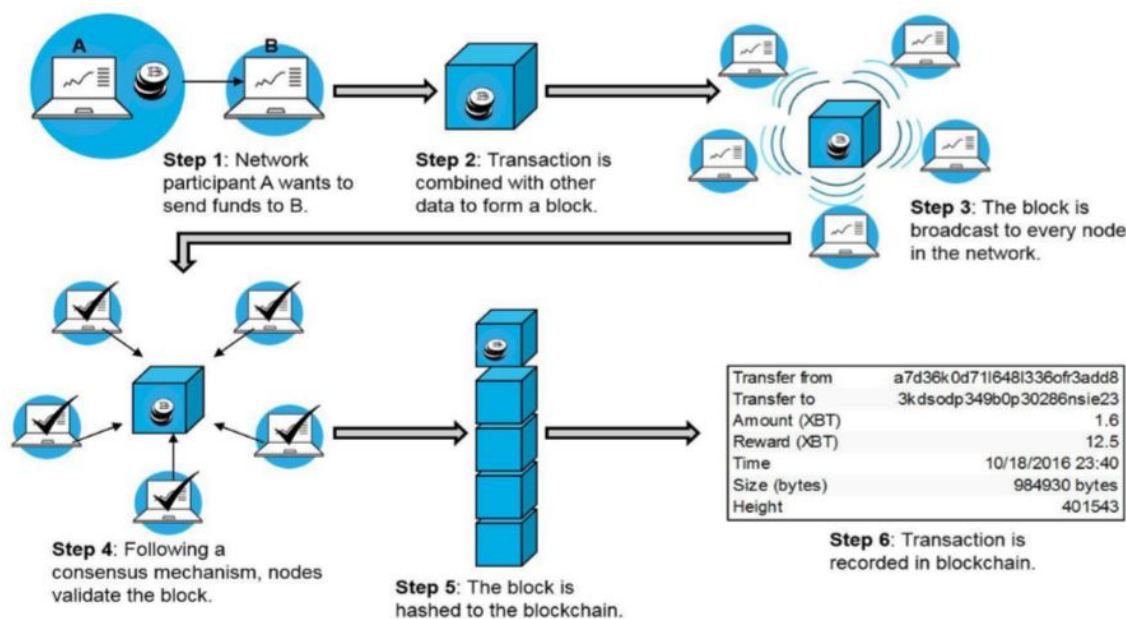 A
B
Step 1: Network
participant A wants to
send funds to B.
Step 2: Transaction is
combined with other
data to form a block.
Step 3: The block is
broadcast to every node
in the network.
Step 4: Following a
consensus mechanism, nodes
validate the block.
Step 5: The block is
hashed to the blockchain.
Transfer from a7d36k0d71l648l336ofr3add8
Transfer to 3kdsodp349b0p30286nsie23
Amount (XBT) 1.6
Reward (XBT) 12.5
Time 10/18/2016 23:40
Size (bytes) 984930 bytes
Height 401543
Step 6: Transaction is
recorded in blockchain.